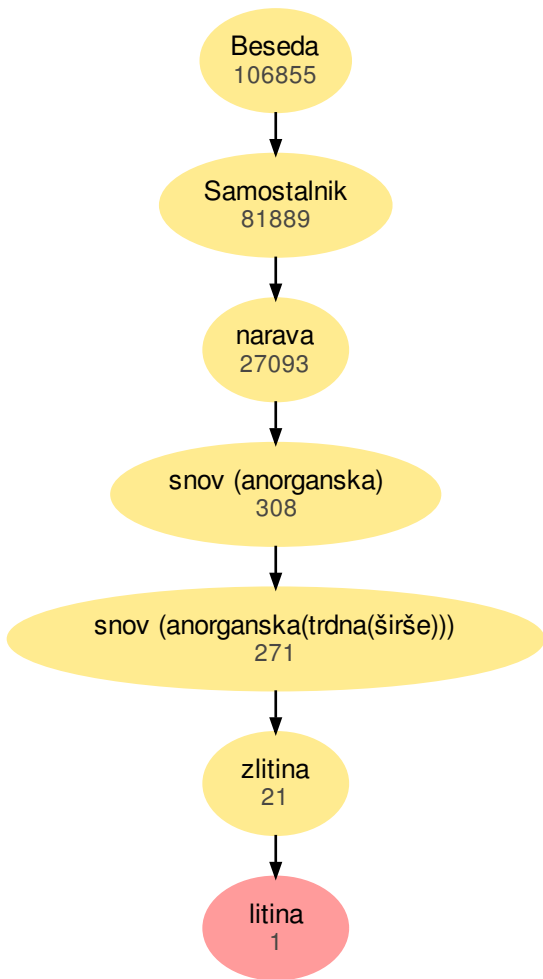 Beseda
106855
Samostalnik
81889
narava
27093
snov (anorganska)
308
snov (anorganska(trdna(širše)))
271
zlitina
21
litina
1